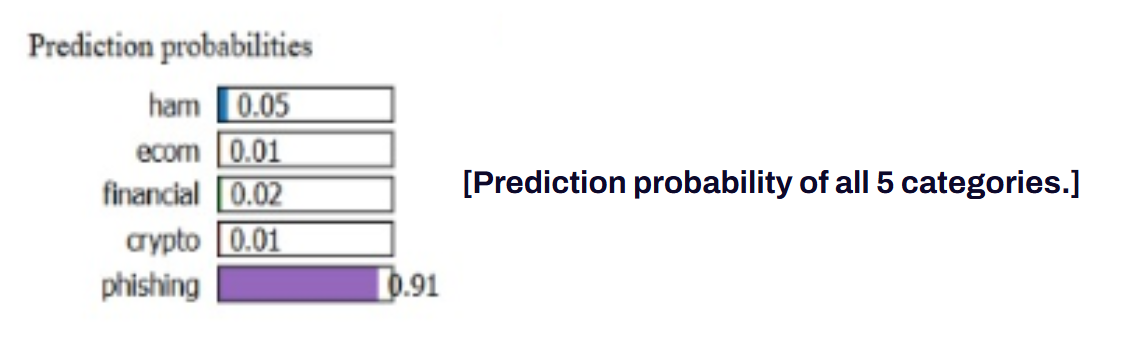 Prediction probabilities
ham 0.05
ecom 0.01
financial 0.02
crypto 0.01
phishing 0.91
[Prediction probability of all 5 categories.]